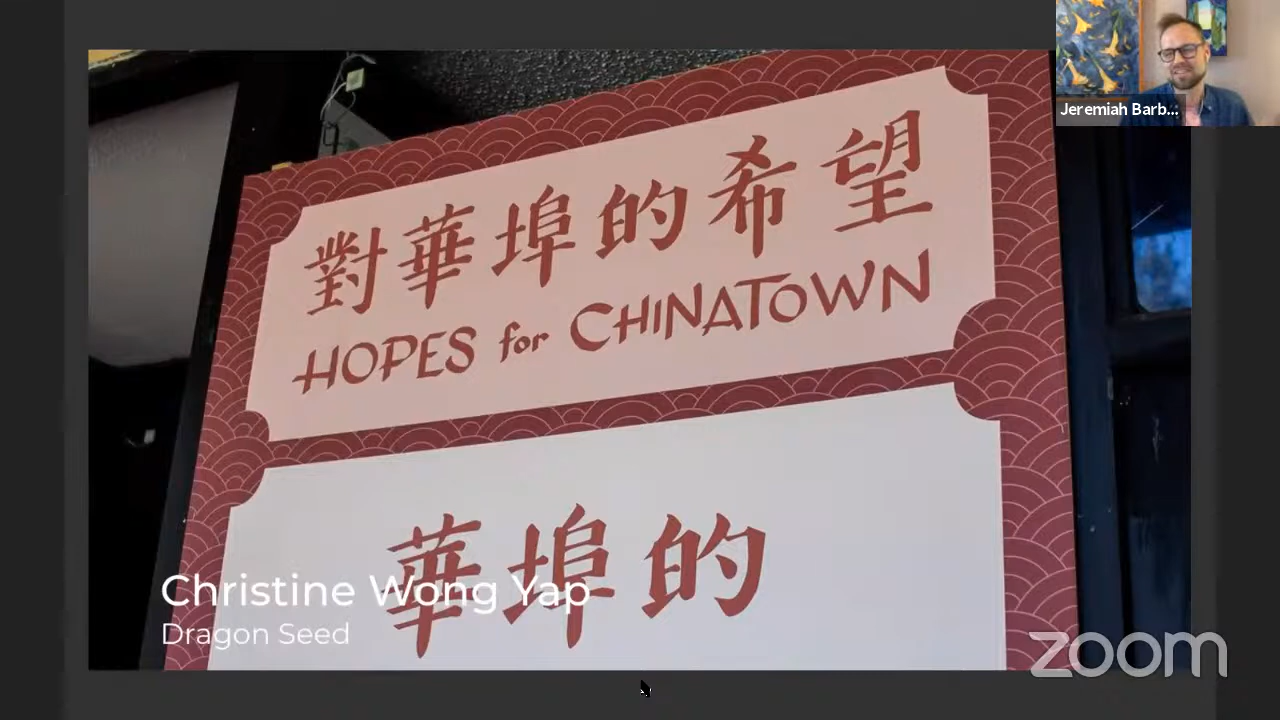 Jeremiah Barb...
對華埠的希望
HOPES for CHINATOWN
華埠的
Christine Wong Yap
Dragon Seed
zoom